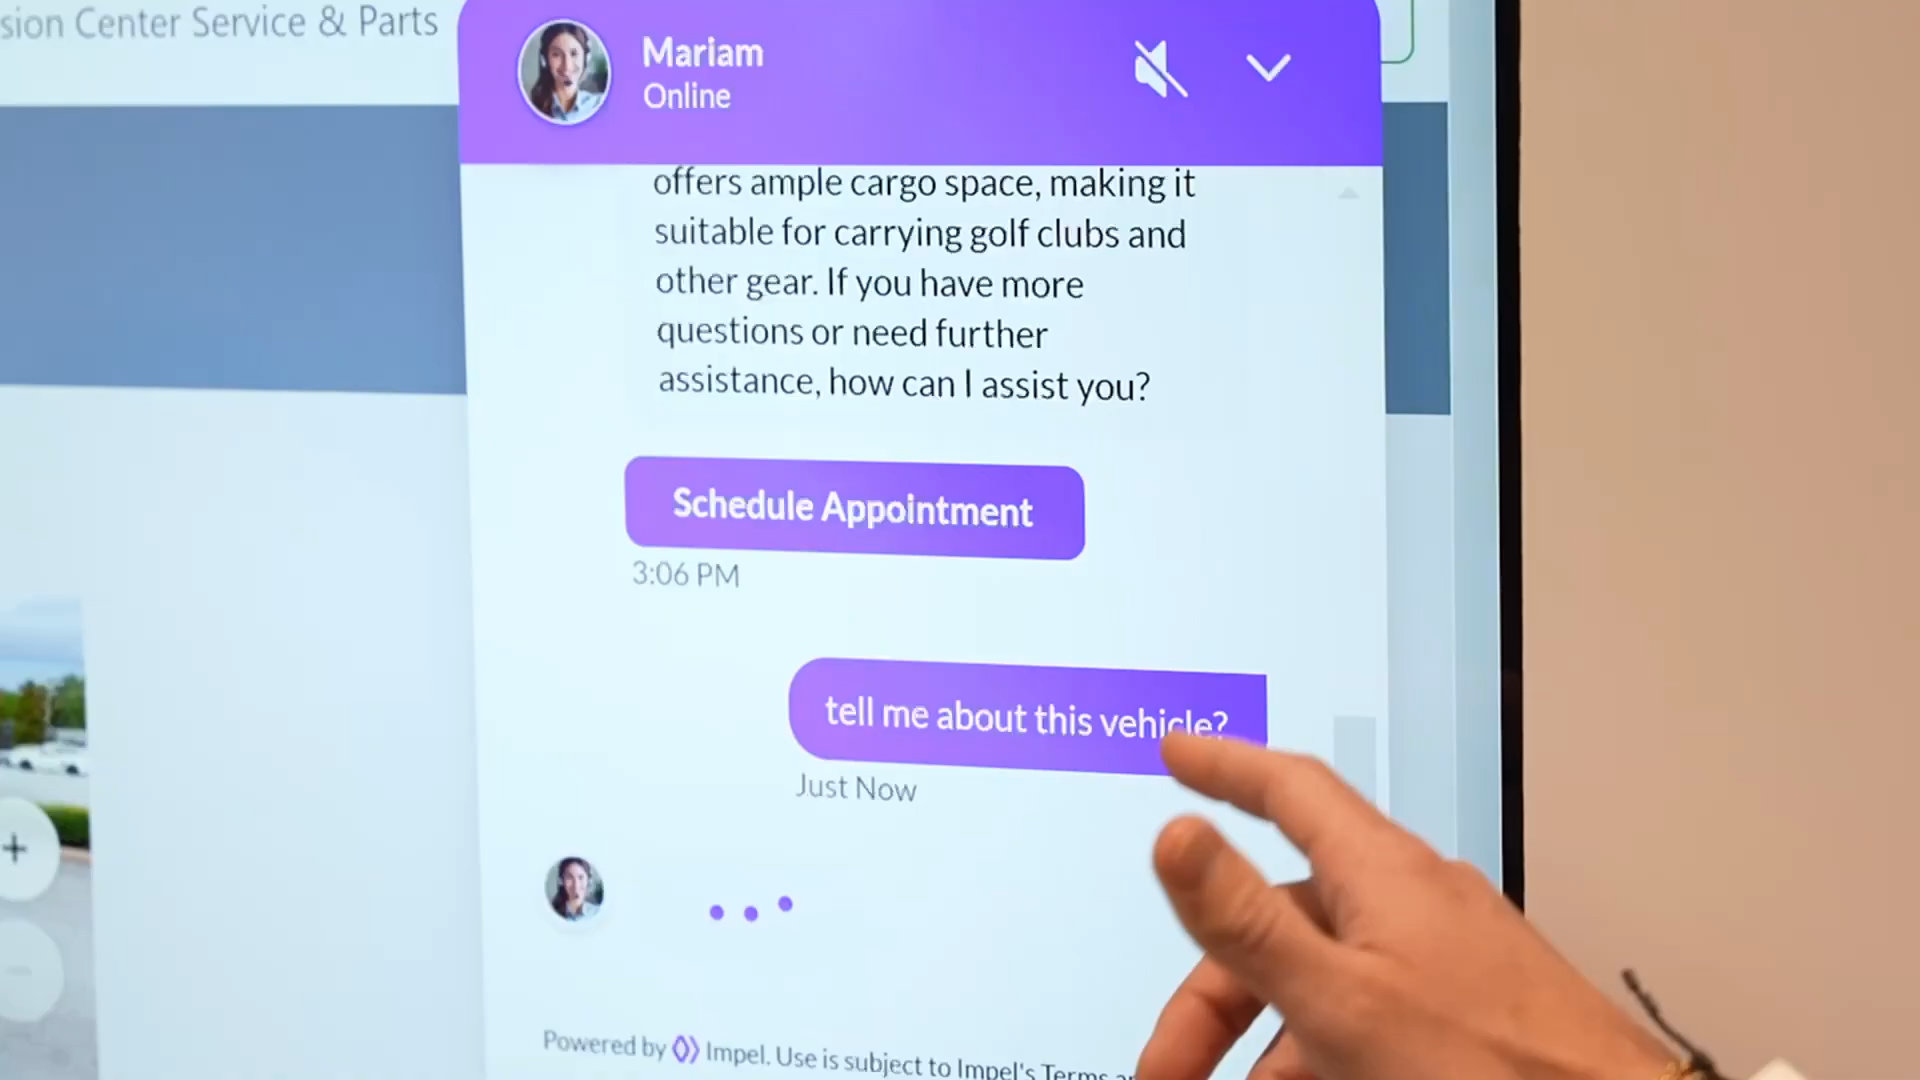 sion Center Service & Parts
Mariam
Online
offers ample cargo space, making it
suitable for carrying golf clubs and
other gear. If you have more
questions or need further
assistance, how can I assist you?
Schedule Appointment
3:06 PM
tell me about this vehicle?
Just Now
Powered by Impel. Use is subject to Impel's Terms